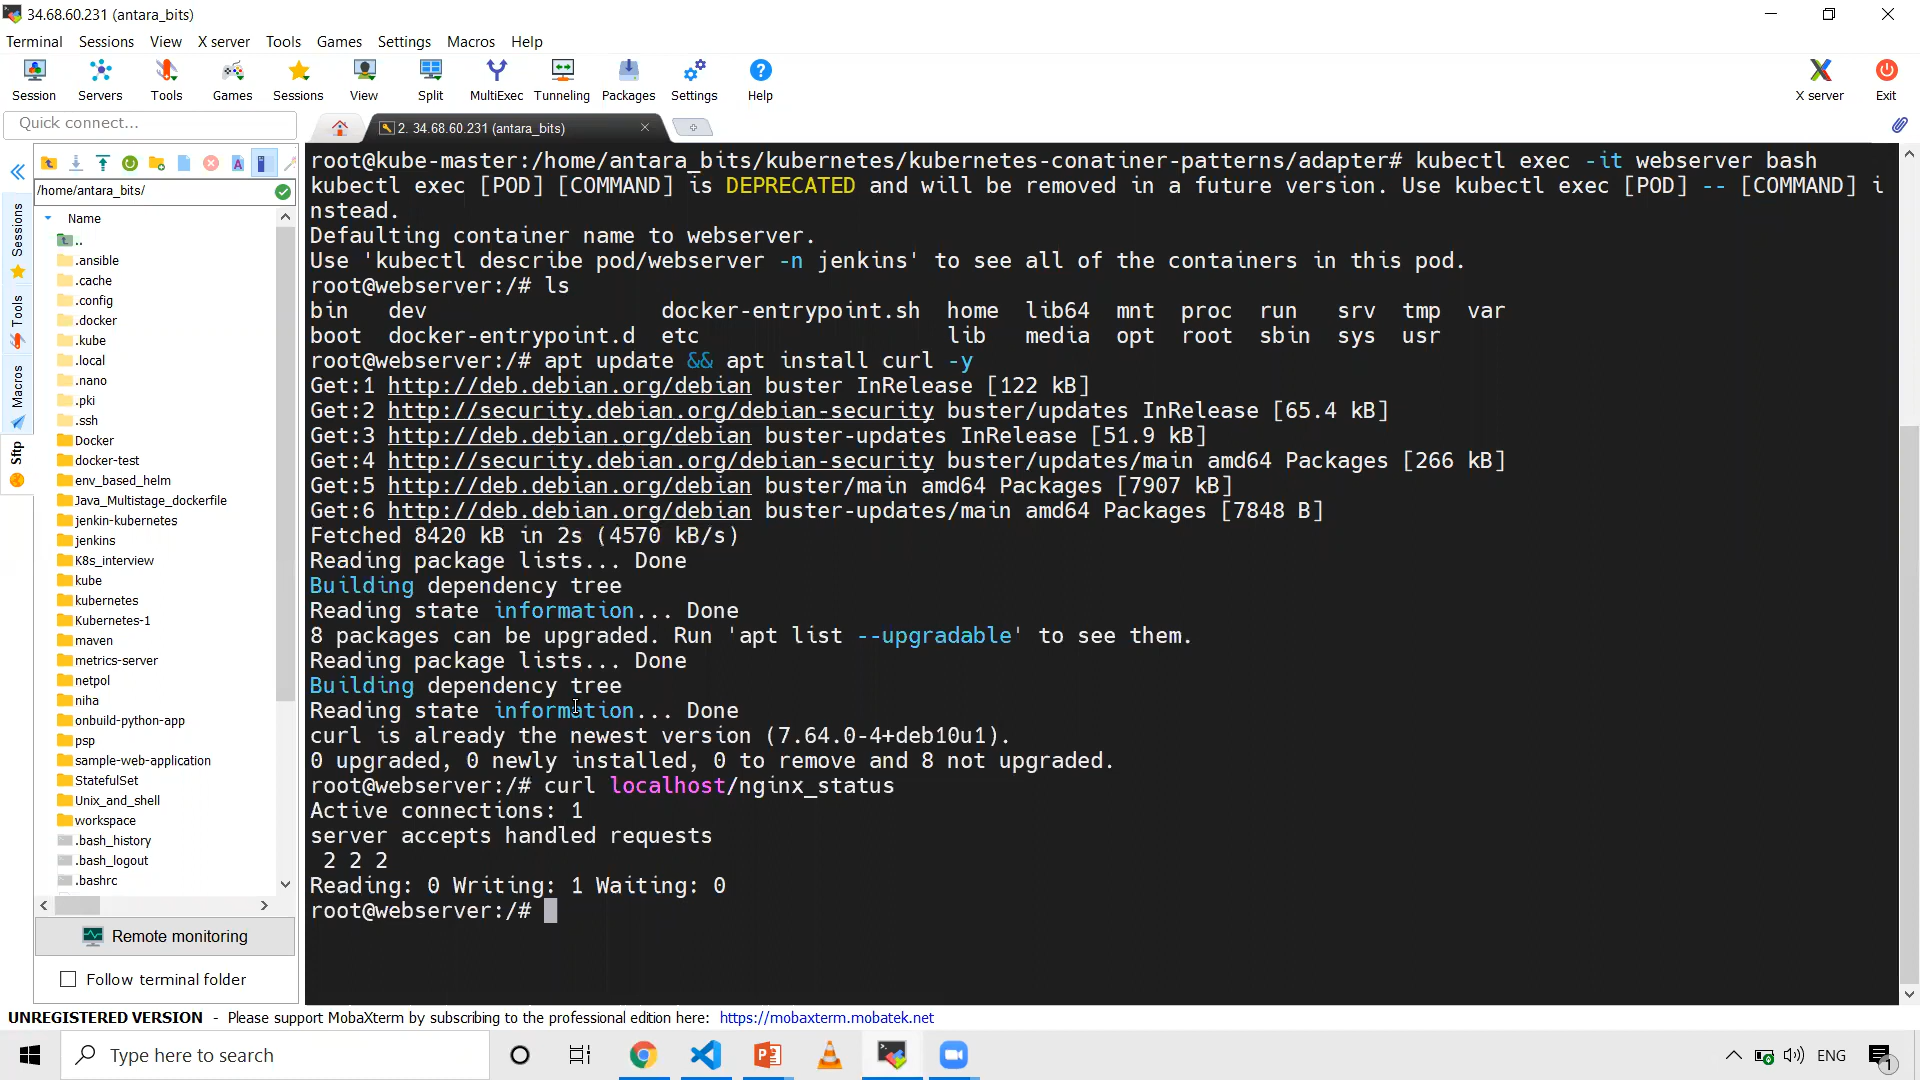 34.68.60.231 (antara_bits)
Terminal Sessions View X server Tools Games Settings Macros Help
Session Servers Tools Games Sessions View Split MultiExec Tunneling Packages Settings Help X server Exit
Quick connect...
2. 34.68.60.231 (antara_bits)
/home/antara_bits/
Name
..
.ansible
.cache
.config
.docker
.kube
.local
.nano
.pki
.ssh
Docker
docker-test
env_based_helm
Java_Multistage_dockerfile
jenkin-kubernetes
jenkins
K8s_interview
kube
kubernetes
Kubernetes-1
maven
metrics-server
netpol
niha
onbuild-python-app
psp
sample-web-application
StatefulSet
Unix_and_shell
workspace
.bash_history
.bash_logout
.bashrc
Sessions
Tools
Macros
Sftp
Remote monitoring
Follow terminal folder
root@kube-master:/home/antara_bits/kubernetes/kubernetes-conatiner-patterns/adapter# kubectl exec -it webserver bash
kubectl exec [POD] [COMMAND] is DEPRECATED and will be removed in a future version. Use kubectl exec [POD] -- [COMMAND] i
nstead.
Defaulting container name to webserver.
Use 'kubectl describe pod/webserver -n jenkins' to see all of the containers in this pod.
root@webserver:/# ls
bin dev docker-entrypoint.sh home lib64 mnt proc run srv tmp var
boot docker-entrypoint.d etc lib media opt root sbin sys usr
root@webserver:/# apt update && apt install curl -y
Get:1 http://deb.debian.org/debian buster InRelease [122 kB]
Get:2 http://security.debian.org/debian-security buster/updates InRelease [65.4 kB]
Get:3 http://deb.debian.org/debian buster-updates InRelease [51.9 kB]
Get:4 http://security.debian.org/debian-security buster/updates/main amd64 Packages [266 kB]
Get:5 http://deb.debian.org/debian buster/main amd64 Packages [7907 kB]
Get:6 http://deb.debian.org/debian buster-updates/main amd64 Packages [7848 B]
Fetched 8420 kB in 2s (4570 kB/s)
Reading package lists... Done
Building dependency tree
Reading state information... Done
8 packages can be upgraded. Run 'apt list --upgradable' to see them.
Reading package lists... Done
Building dependency tree
Reading state information... Done
curl is already the newest version (7.64.0-4+deb10u1).
0 upgraded, 0 newly installed, 0 to remove and 8 not upgraded.
root@webserver:/# curl localhost/nginx_status
Active connections: 1
server accepts handled requests
2 2 2
Reading: 0 Writing: 1 Waiting: 0
root@webserver:/#
UNREGISTERED VERSION - Please support MobaXterm by subscribing to the professional edition here: https://mobaxterm.mobatek.net
Type here to search
ENG
1